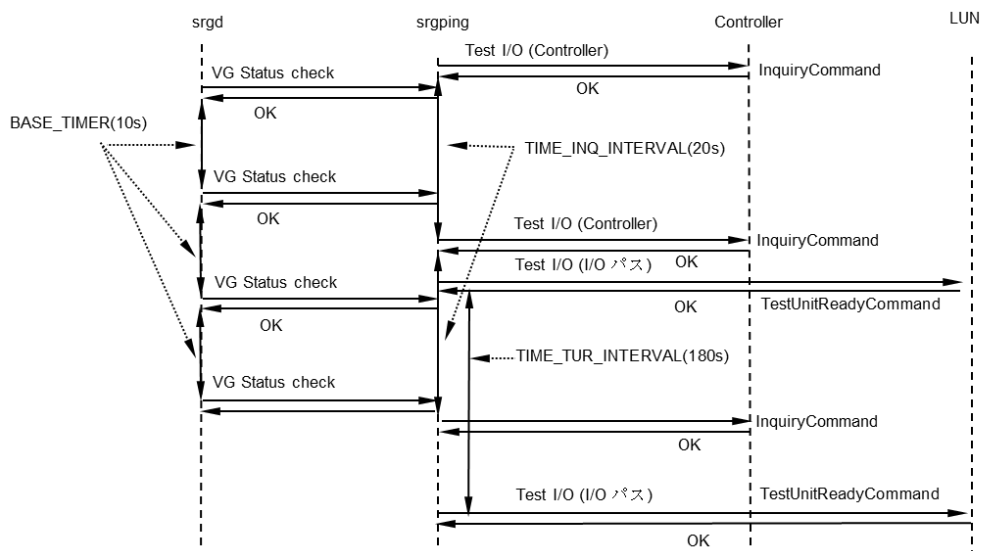 srgd
srgping
Controller
LUN
Test I/O (Controller)
InquiryCommand
VG Status check
OK
OK
BASE_TIMER(10s)
TIME_INQ_INTERVAL(20s)
VG Status check
OK
Test I/O (Controller)
InquiryCommand
OK
Test I/O (I/O パス)
VG Status check
OK
TestUnitReadyCommand
OK
TIME_TUR_INTERVAL(180s)
VG Status check
InquiryCommand
OK
Test I/O (I/O パス)
TestUnitReadyCommand
OK